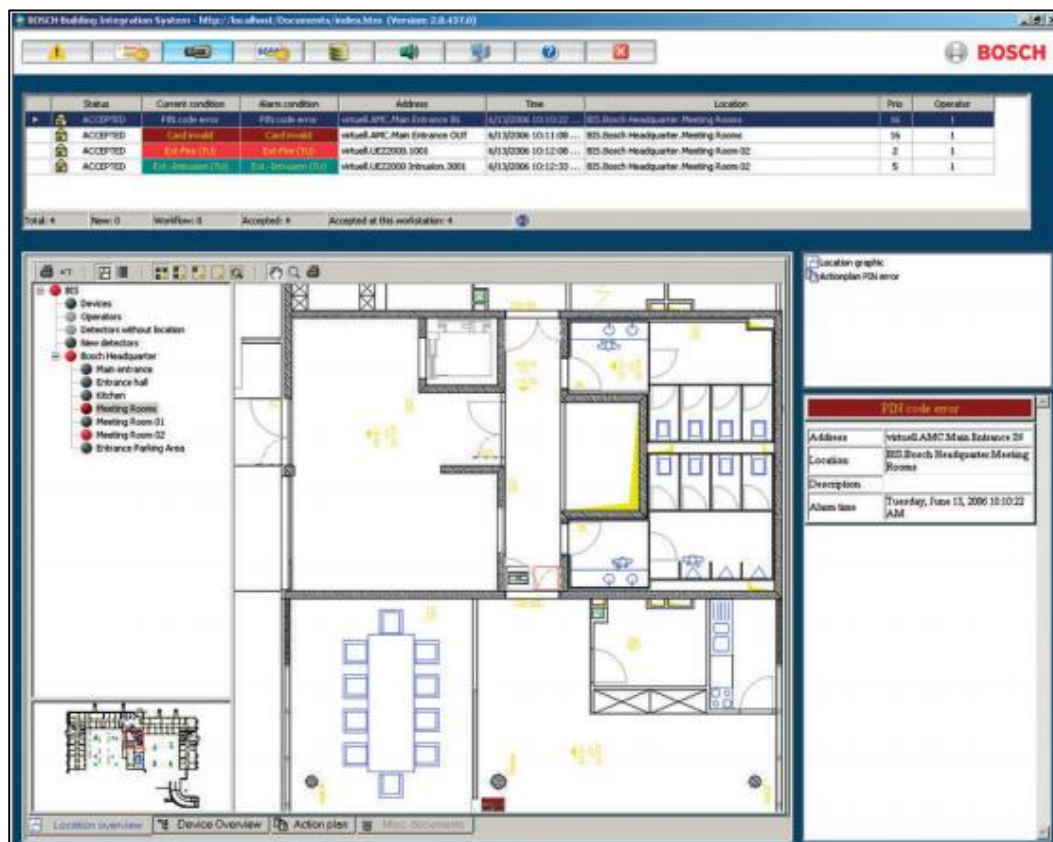 BOSCH Building Integration System - http://localhost/Documents/index.htm (Version: 2.0.437.0)
BOSCH
Status Current condition Alarm condition Address Time Location Prio Operator
ACCEPTED PIN code error PIN code error virtuell.AMC.Main Entrance IN 6/13/2006 10:10:22 ... BIS.Bosch Headquarter.Meeting Rooms 16 1
ACCEPTED Card invalid Card invalid virtuell.AMC.Main Entrance OUT 6/13/2006 10:11:08 ... BIS.Bosch Headquarter.Meeting Rooms 16 1
ACCEPTED Ext-Fire (TU) Ext-Fire (TU) virtuell.UEZ2000.1001 6/13/2006 10:12:08 ... BIS.Bosch Headquarter.Meeting Room 02 2 1
ACCEPTED Ext.-Intrusion (TU) Ext.-Intrusion (TU) virtuell.UEZ2000 Intrusion.3001 6/13/2006 10:12:33 ... BIS.Bosch Headquarter.Meeting Room 02 5 1
Total: 4 New: 0 Workflow: 0 Accepted: 4 Accepted at this workstation: 4
BIS
Devices
Operators
Detectors without location
New detectors
Bosch Headquarter
Main entrance
Entrance hall
Kitchen
Meeting Rooms
Meeting Room 01
Meeting Room 02
Entrance Parking Area
Location graphic
Actionplan PIN error
PIN code error
Address virtuell.AMC.Main Entrance IN
Location BIS.Bosch Headquarter.Meeting
Rooms
Description
Alarm time Tuesday, June 13, 2006 10:10:22
AM
Location overview Device Overview Action plan Misc documents